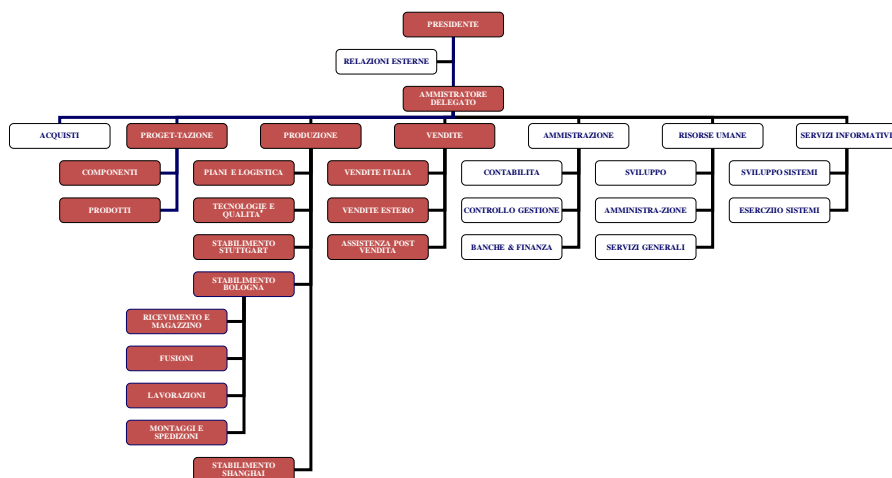 PRESIDENTE
RELAZIONI ESTERNE
AMMISTRATORE
DELEGATO
ACQUISTI
PROGET-TAZIONE
PRODUZIONE
VENDITE
AMMISTRAZIONE
RISORSE UMANE
SERVIZI INFORMATIVI
COMPONENTI
PIANI E LOGISTICA
VENDITE ITALIA
CONTABILITA
SVILUPPO
SVILUPPO SISTEMI
PRODOTTI
TECNOLOGIE E
QUALITA'
VENDITE ESTERO
CONTROLLO GESTIONE
AMMINISTRA-ZIONE
ESERCZIIO SISTEMI
STABILIMENTO
STUTTGART
ASSISTENZA POST
VENDITA
BANCHE & FINANZA
SERVIZI GENERALI
STABILIMENTO
BOLOGNA
RICEVIMENTO E
MAGAZZINO
FUSIONI
LAVORAZIONI
MONTAGGI E
SPEDIZONI
STABILIMENTO
SHANGHAI